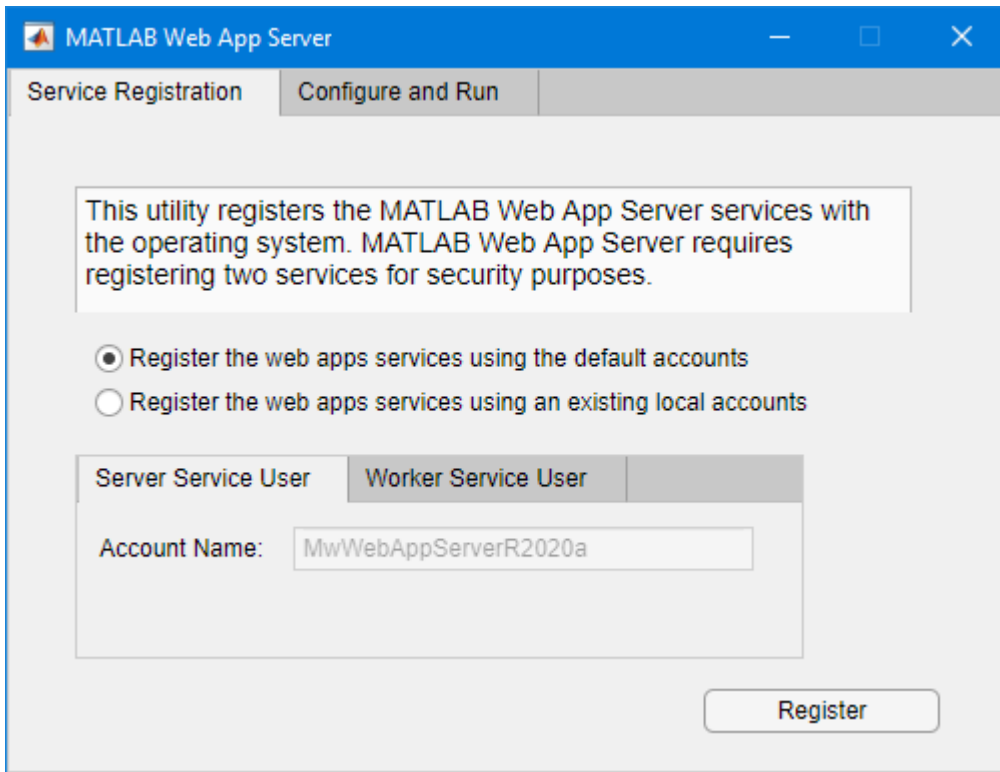 MATLAB Web App Server
Service Registration
Configure and Run
This utility registers the MATLAB Web App Server services with
the operating system. MATLAB Web App Server requires
registering two services for security purposes.
Register the web apps services using the default accounts
Register the web apps services using an existing local accounts
Server Service User
Worker Service User
Account Name:
MwWebAppServerR2020a
Register